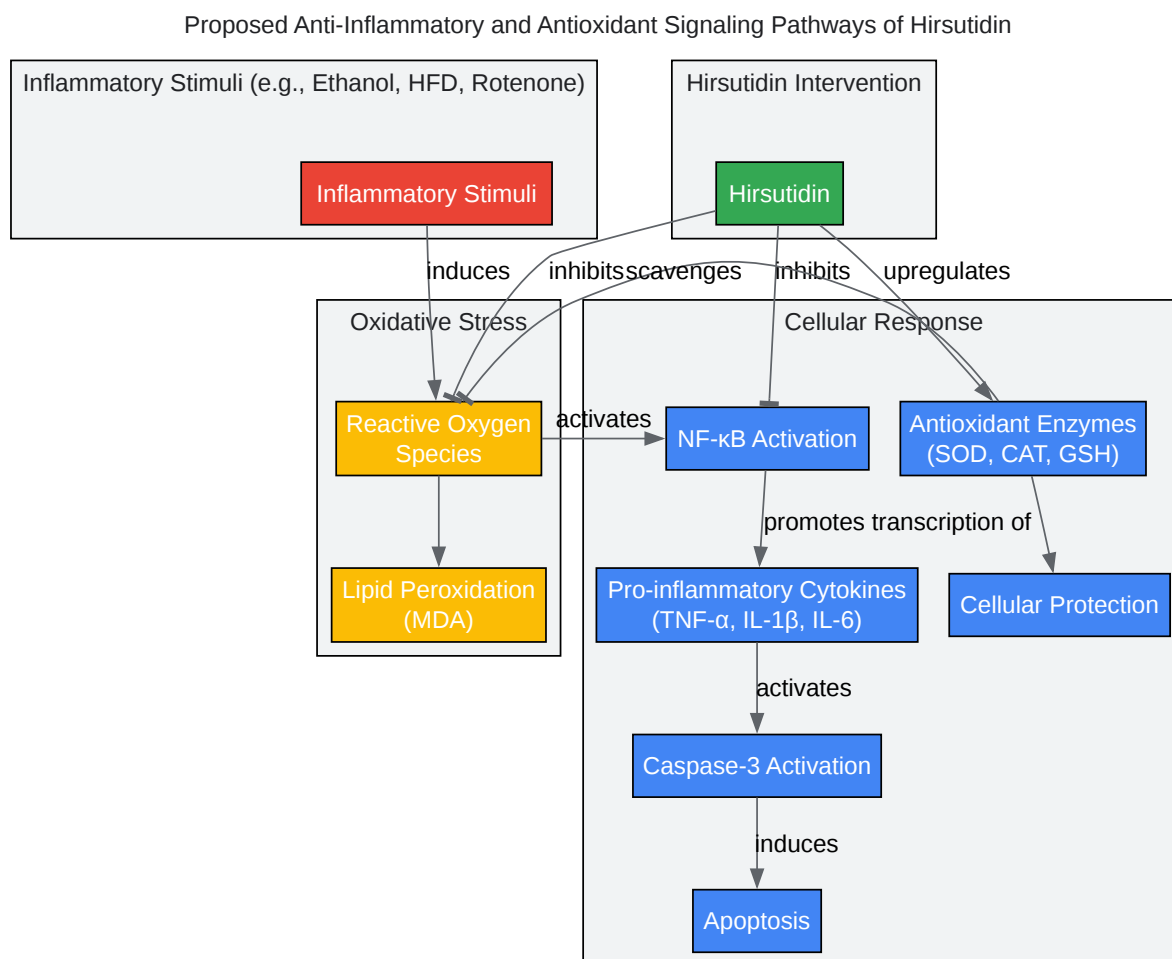 Proposed Anti-Inflammatory and Antioxidant Signaling Pathways of Hirsutidin
Inflammatory Stimuli (e.g., Ethanol, HFD, Rotenone)
Hirsutidin Intervention
Inflammatory Stimuli
Hirsutidin
induces
inhibits
scavenges
inhibits
upregulates
Oxidative Stress
Cellular Response
Reactive Oxygen
Species
activates
NF-κB Activation
Antioxidant Enzymes
(SOD, CAT, GSH)
promotes transcription of
Lipid Peroxidation
(MDA)
Pro-inflammatory Cytokines
(TNF-α, IL-1β, IL-6)
Cellular Protection
activates
Caspase-3 Activation
induces
Apoptosis